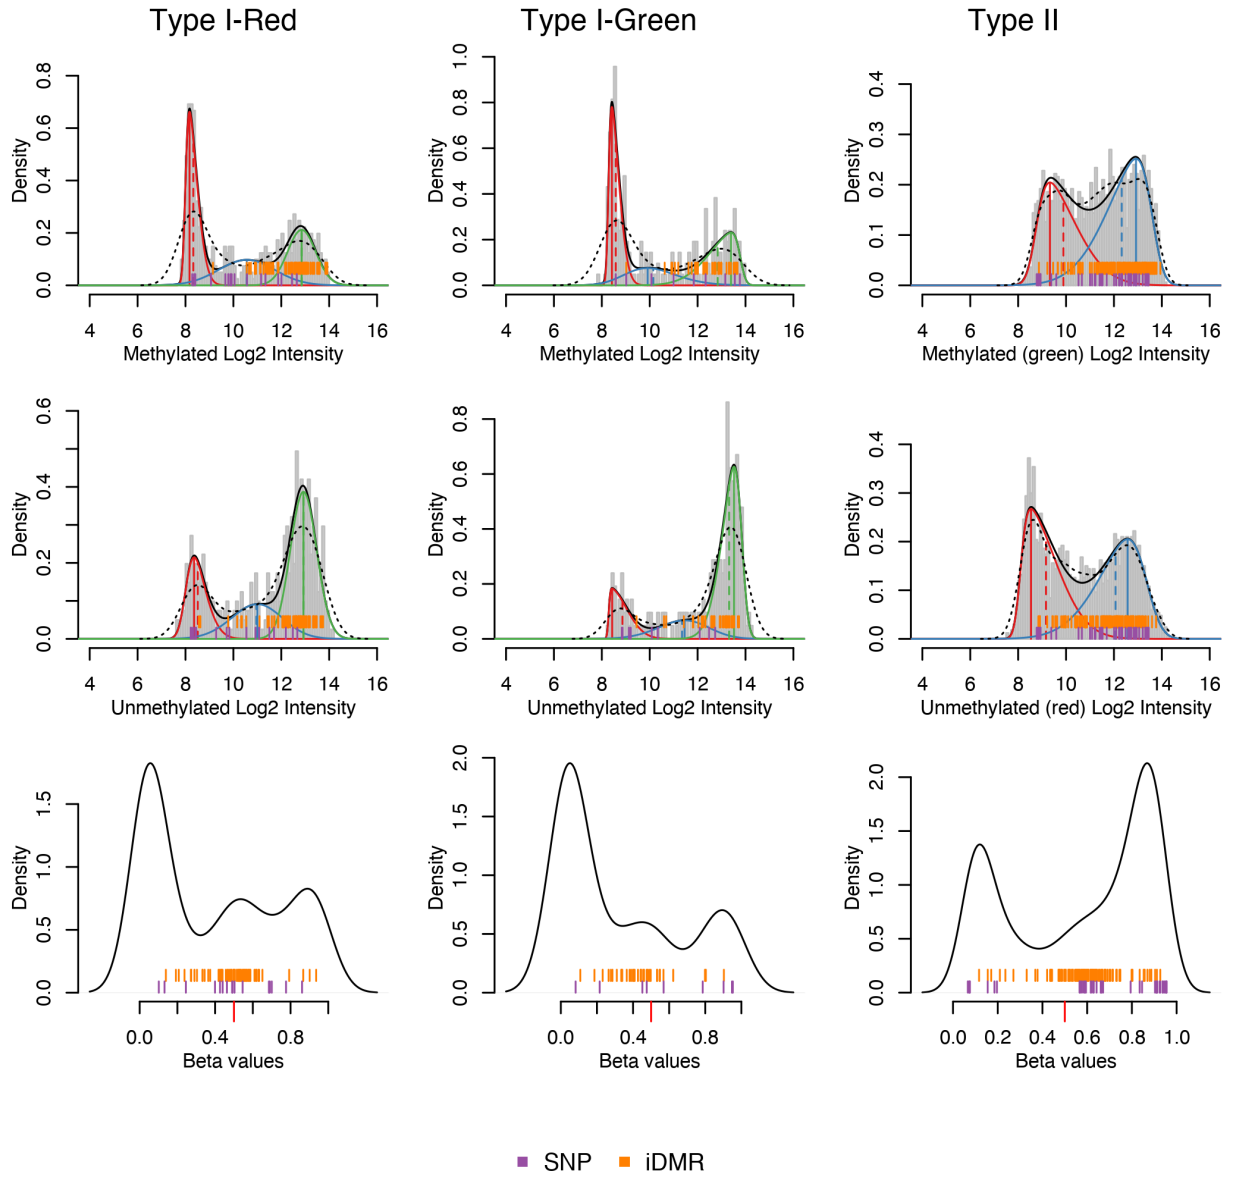 Type I-Red Type I-Green Type II
Density
0.0 0.2 0.4 0.6 0.8
4 6 8 10 12 14 16
Methylated Log2 Intensity
Density
0.0 0.2 0.4 0.6 0.8 1.0
4 6 8 10 12 14 16
Methylated Log2 Intensity
Density
0.0 0.1 0.2 0.3 0.4
4 6 8 10 12 14 16
Methylated (green) Log2 Intensity
Density
0.0 0.2 0.4 0.6
4 6 8 10 12 14 16
Unmethylated Log2 Intensity
Density
0.0 0.2 0.4 0.6 0.8
4 6 8 10 12 14 16
Unmethylated Log2 Intensity
Density
0.0 0.1 0.2 0.3 0.4
4 6 8 10 12 14 16
Unmethylated (red) Log2 Intensity
Density
0.0 0.5 1.0 1.5
0.0 0.4 0.8
Beta values
Density
0.0 0.5 1.0 1.5 2.0
0.0 0.4 0.8
Beta values
Density
0.0 0.5 1.0 1.5 2.0
0.0 0.2 0.4 0.6 0.8 1.0
Beta values
SNP iDMR